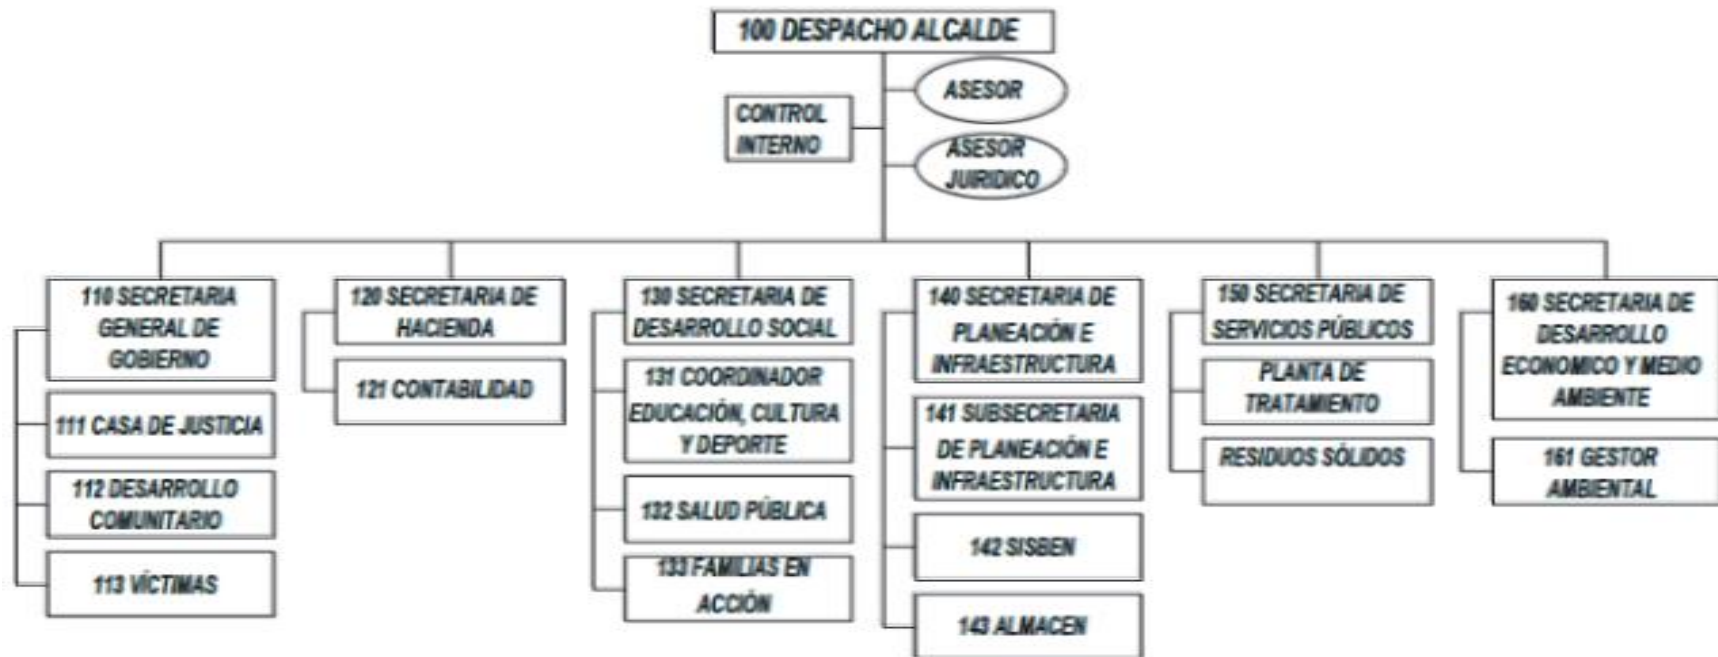 100 DESPACHO ALCALDE
ASESOR
CONTROL
INTERNO
ASESOR
JUIRIDICO
110 SECRETARIA
GENERAL DE
GOBIERNO
111 CASA DE JUSTICIA
112 DESARROLLO
COMUNITARIO
113 VÍCTIMAS
120 SECRETARIA DE
HACIENDA
121 CONTABILIDAD
130 SECRETARIA DE
DESARROLLO SOCIAL
131 COORDINADOR
EDUCACIÓN, CULTURA
Y DEPORTE
132 SALUD PÚBLICA
133 FAMILIAS EN
ACCIÓN
140 SECRETARIA DE
PLANEACIÓN E
INFRAESTRUCTURA
141 SUBSECRETARIA
DE PLANEACIÓN E
INFRAESTRUCTURA
142 SISBEN
143 ALMACEN
150 SECRETARIA DE
SERVICIOS PÚBLICOS
PLANTA DE
TRATAMIENTO
RESIDUOS SÓLIDOS
160 SECRETARIA DE
DESARROLLO
ECONOMICO Y MEDIO
AMBIENTE
161 GESTOR
AMBIENTAL